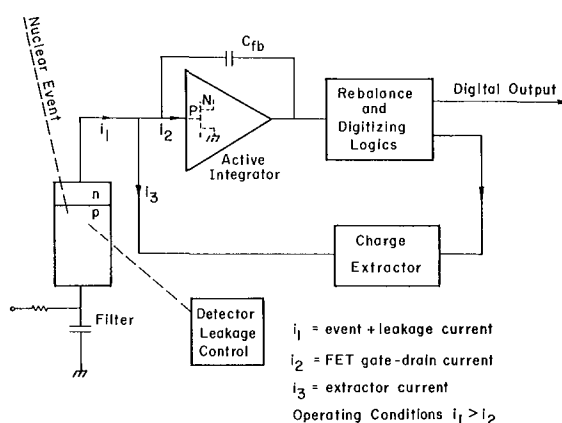 Nuclear Event
C_fb
N
P
i_1
i_2
i_3
Active
Integrator
Rebalance
and
Digitizing
Logics
Digital Output
n
p
Charge
Extractor
Filter
Detector
Leakage
Control
i_1 = event + leakage current
i_2 = FET gate-drain current
i_3 = extractor current
Operating Conditions i_1 > i_2